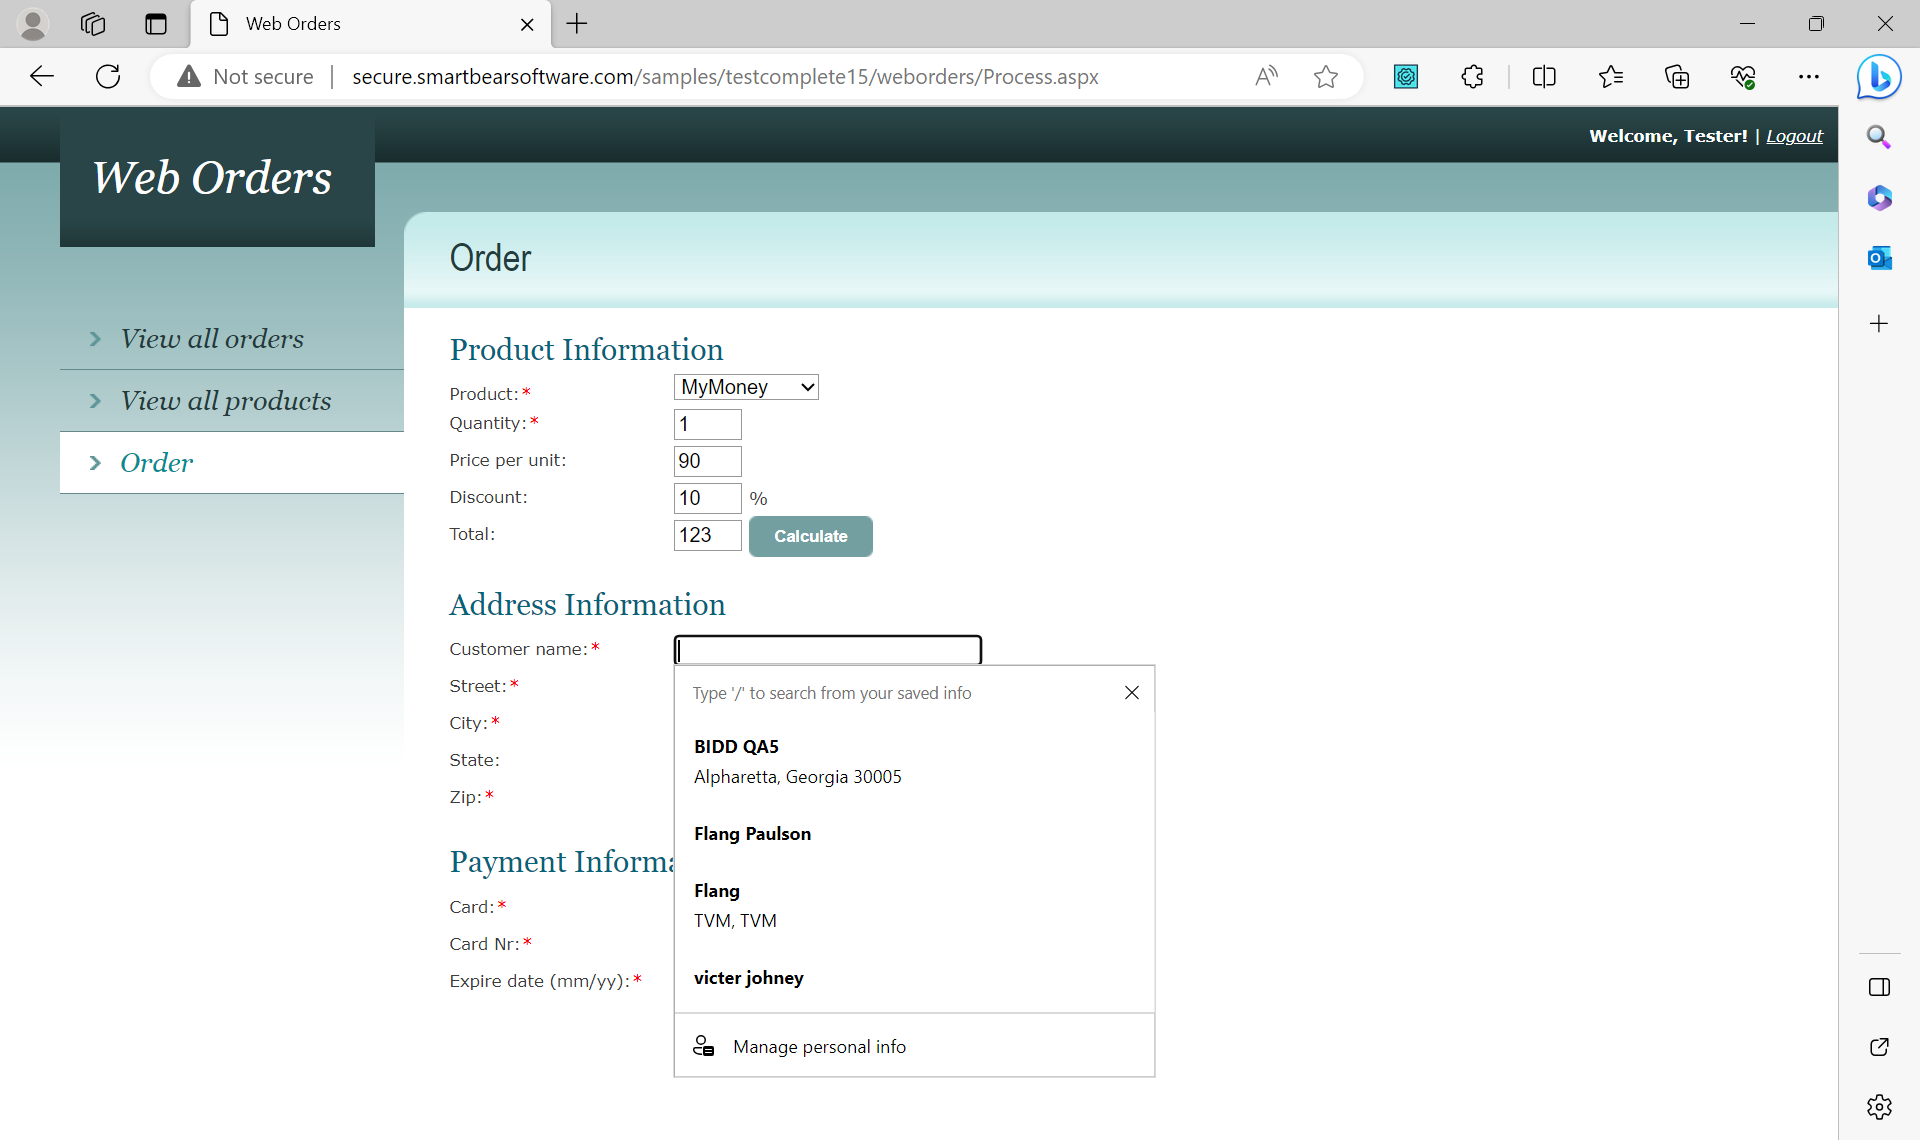 Web Orders
Not secure
secure.smartbearsoftware.com/samples/testcomplete15/weborders/Process.aspx
Welcome, Tester! | Logout
Web Orders
Order
View all orders
View all products
Order
Product Information
Product:* MyMoney
Quantity:* 1
Price per unit: 90
Discount: 10 %
Total: 123 Calculate
Address Information
Customer name:*
Street:*
City:*
State:
Zip:*
Type '/' to search from your saved info
BIDD QA5
Alpharetta, Georgia 30005
Flang Paulson
Flang
TVM, TVM
victer johney
Manage personal info
Payment Informa
Card:*
Card Nr:*
Expire date (mm/yy):*